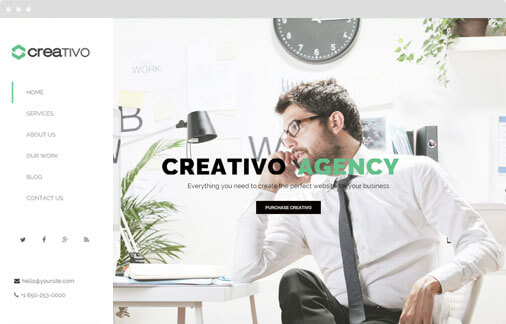 creativo
HOME
SERVICES
ABOUT US
OUR WORK
BLOG
CONTACT US
hello@yoursite.com
+1 650-253-0000
WORK
CREATIVO AGENCY
Everything you need to create the perfect website for your business
PURCHASE CREATIVO